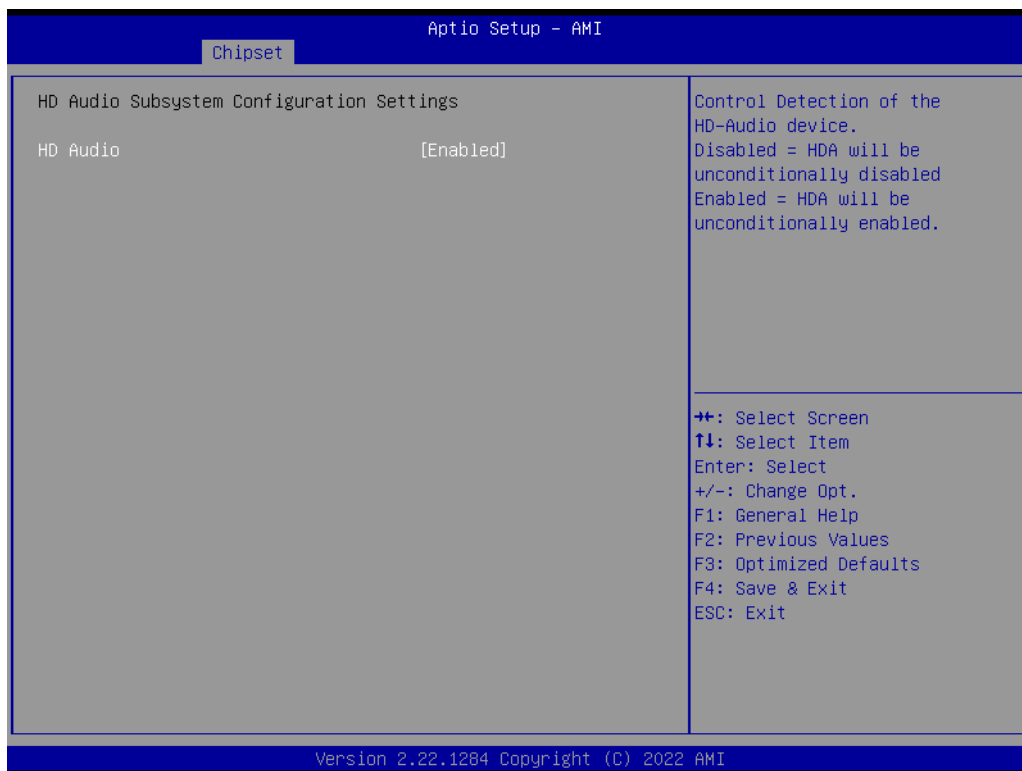 Aptio Setup – AMI
Chipset
HD Audio Subsystem Configuration Settings
HD Audio [Enabled]
Control Detection of the
HD-Audio device.
Disabled = HDA will be
unconditionally disabled
Enabled = HDA will be
unconditionally enabled.
→←: Select Screen
↑↓: Select Item
Enter: Select
+/-: Change Opt.
F1: General Help
F2: Previous Values
F3: Optimized Defaults
F4: Save & Exit
ESC: Exit
Version 2.22.1284 Copyright (C) 2022 AMI